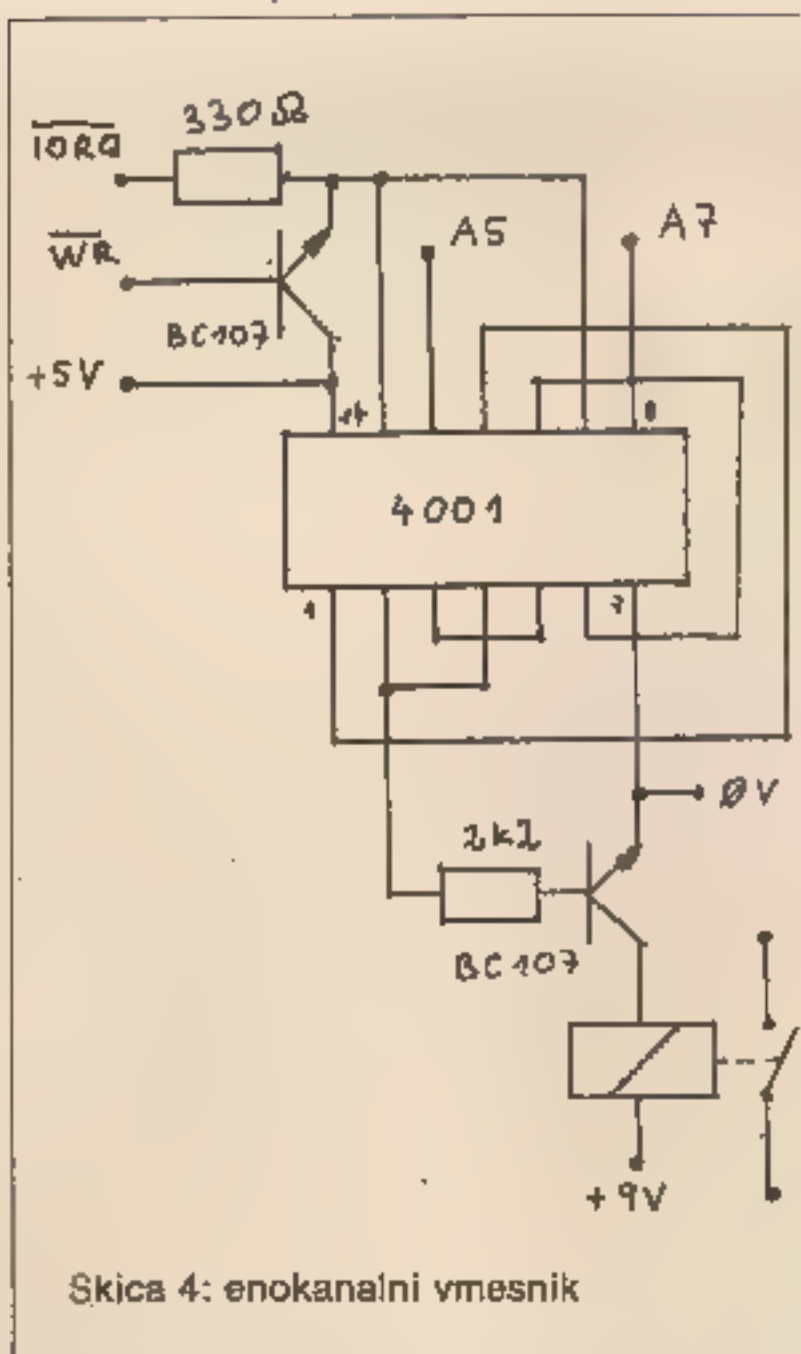 330Ω
IORQ
A5
A7
WR
BC107
+5V
14
8
4001
1
7
ØV
2k2
BC107
+9V
Skica 4: enokanalni vmesnik